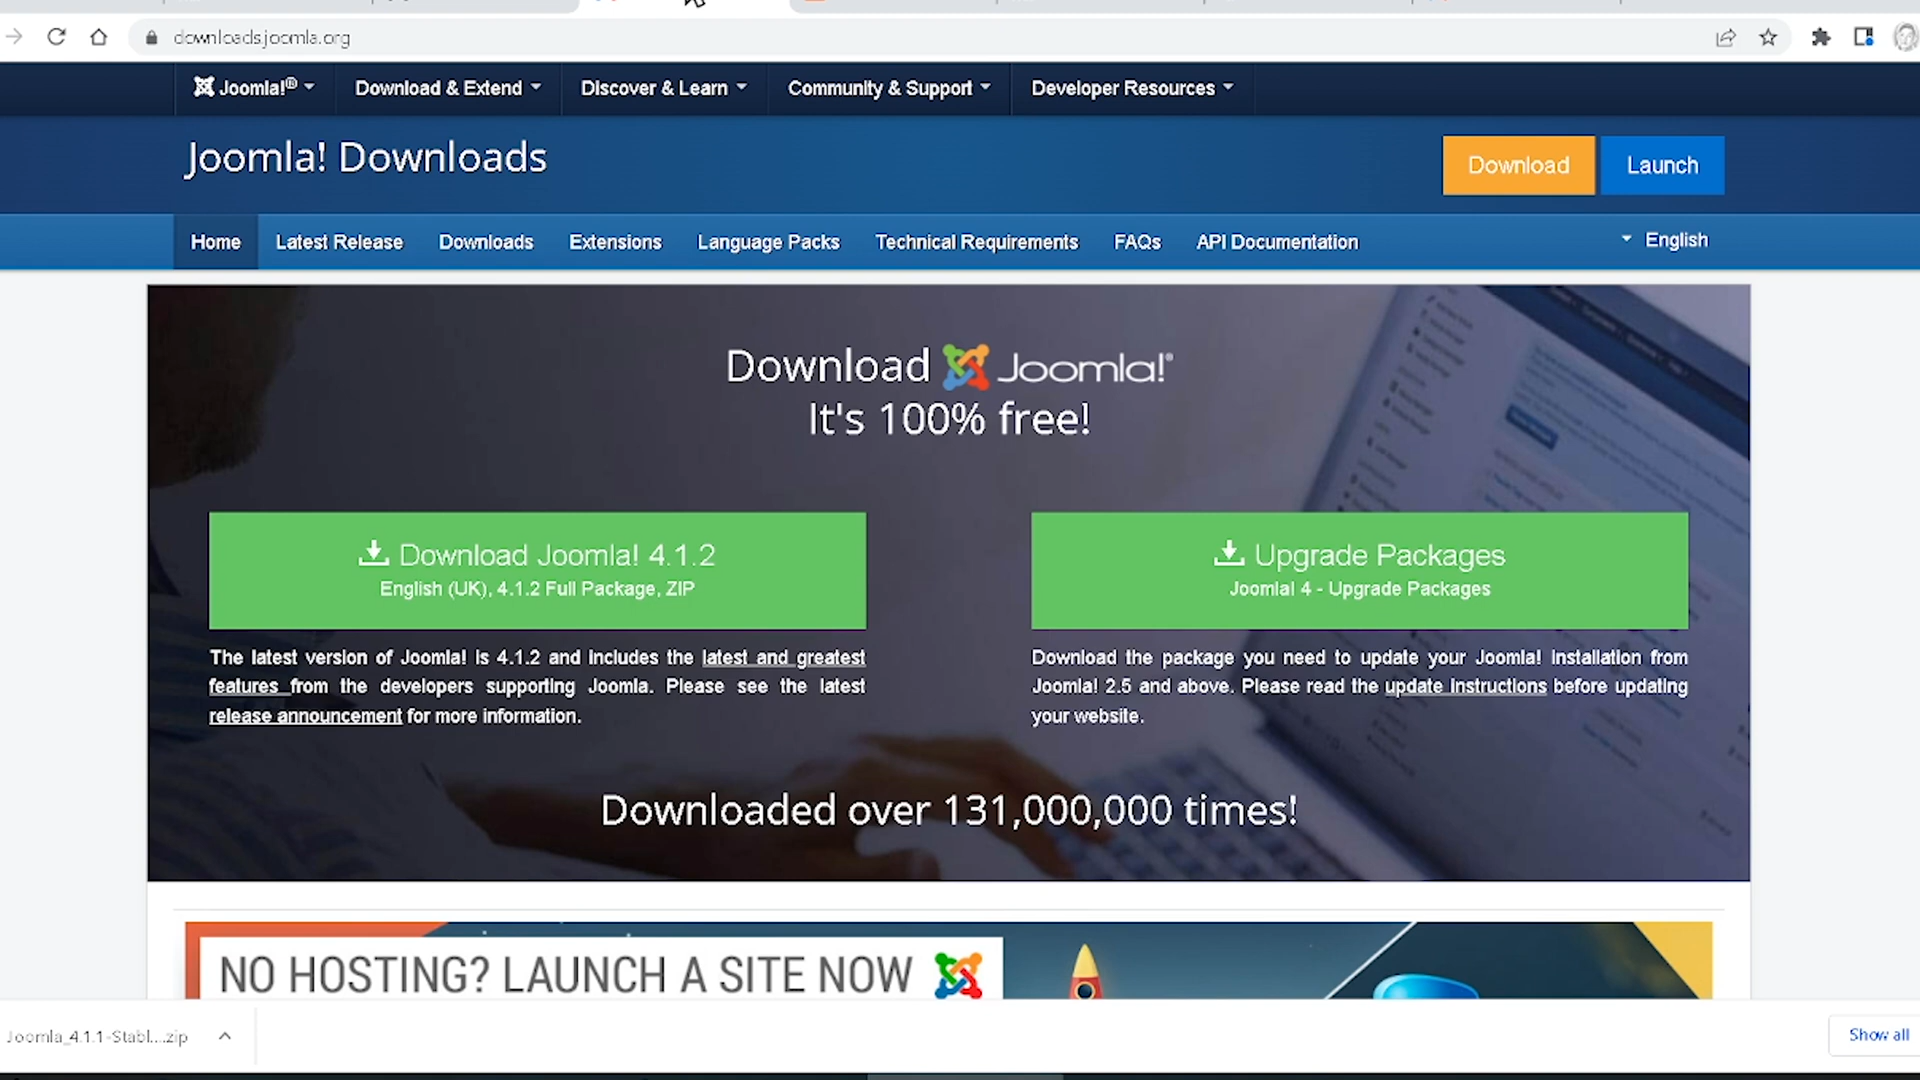 downloads.joomla.org
Joomla!® Download & Extend Discover & Learn Community & Support Developer Resources
Joomla! Downloads
Download Launch
Home Latest Release Downloads Extensions Language Packs Technical Requirements FAQs API Documentation English
Download Joomla!®
It's 100% free!
Download Joomla! 4.1.2
English (UK), 4.1.2 Full Package, ZIP
The latest version of Joomla! is 4.1.2 and includes the latest and greatest
features from the developers supporting Joomla. Please see the latest
release announcement for more information.
Upgrade Packages
Joomla! 4 - Upgrade Packages
Download the package you need to update your Joomla! installation from
Joomla! 2.5 and above. Please read the update instructions before updating
your website.
Downloaded over 131,000,000 times!
NO HOSTING? LAUNCH A SITE NOW
Joomla_4.1.1-Stabl....zip
Show all